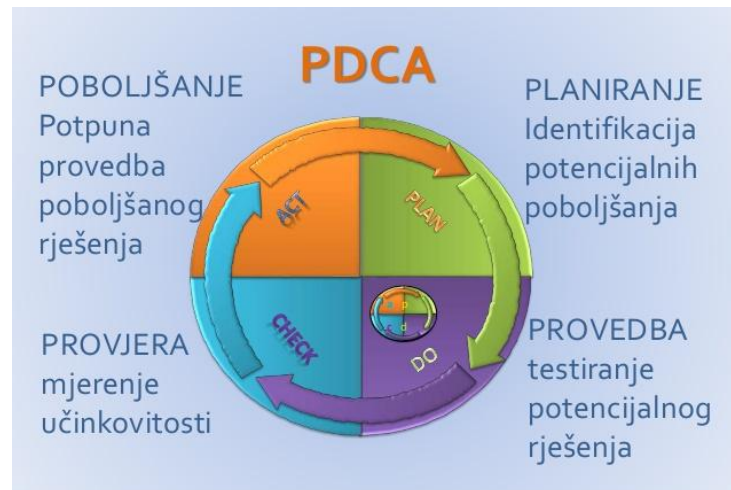 PDCA
POBOLJŠANJE
Potpuna
provedba
poboljšanog
rješenja
PLANIRANJE
Identifikacija
potencijalnih
poboljšanja
ACT
PLAN
CHECK
DO
PROVJERA
mjerenje
učinkovitosti
PROVEDBA
testiranje
potencijalnog
rješenja